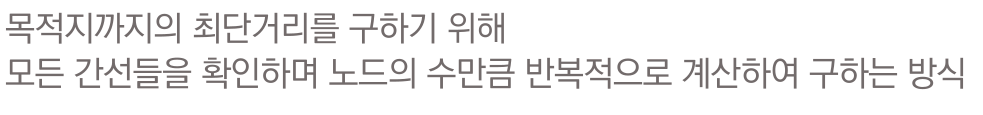 목적지까지의 최단거리를 구하기 위해
모든 간선들을 확인하며 노드의 수만큼 반복적으로 계산하여 구하는 방식